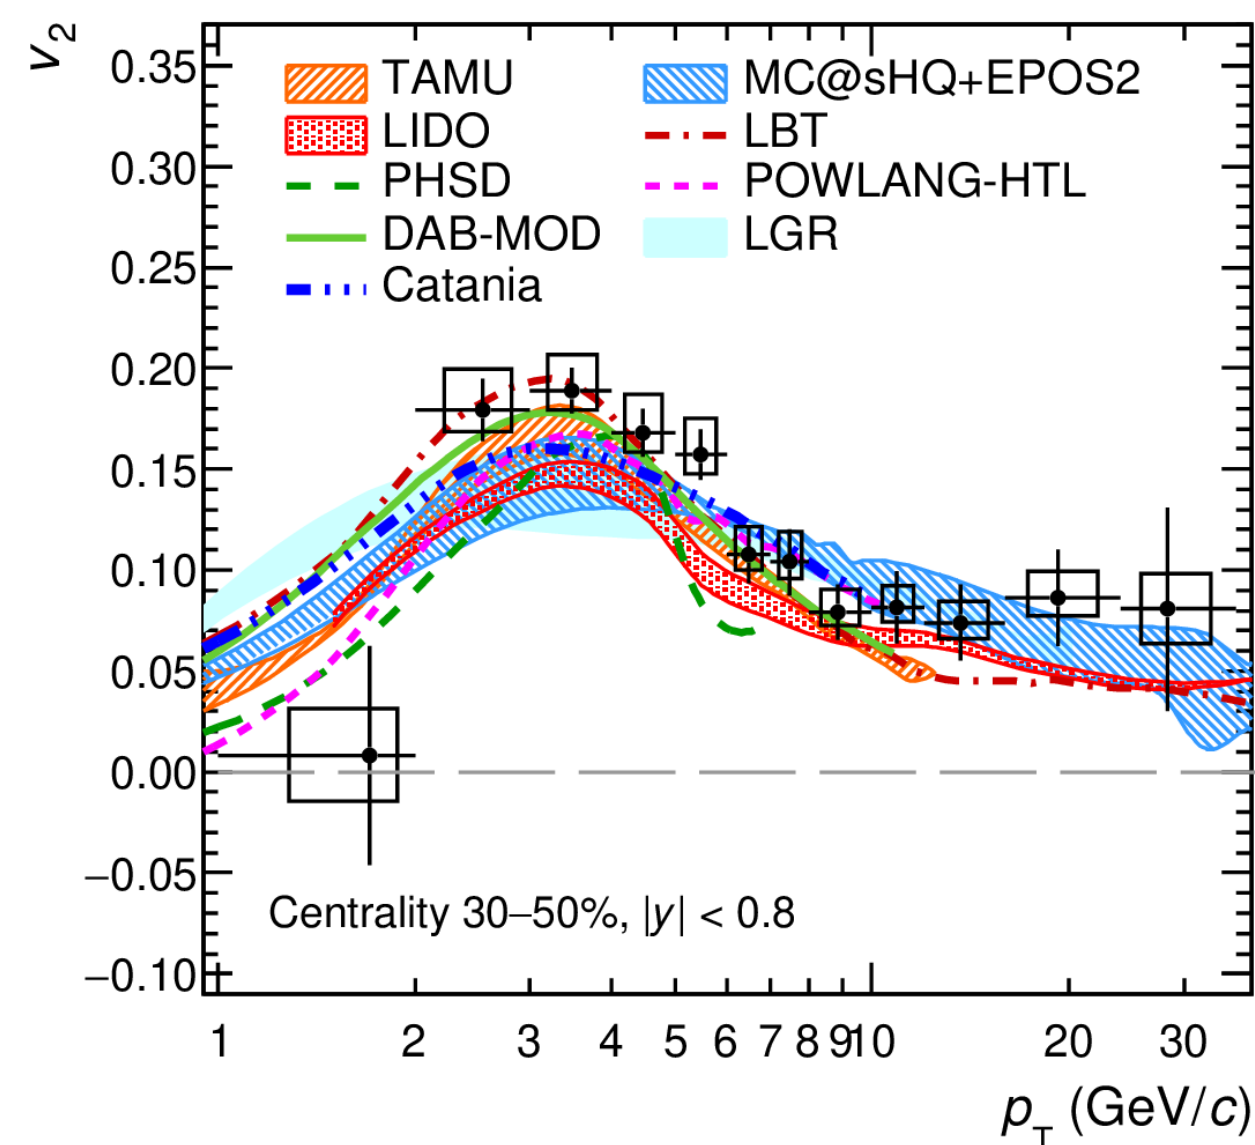 v2
0.35
0.30
0.25
0.20
0.15
0.10
0.05
0.00
−0.05
−0.10
TAMU
LIDO
PHSD
DAB-MOD
Catania
MC@sHQ+EPOS2
LBT
POWLANG-HTL
LGR
Centrality 30–50%, |y| < 0.8
1 2 3 4 5 6 7 8 9 10 20 30
pT (GeV/c)